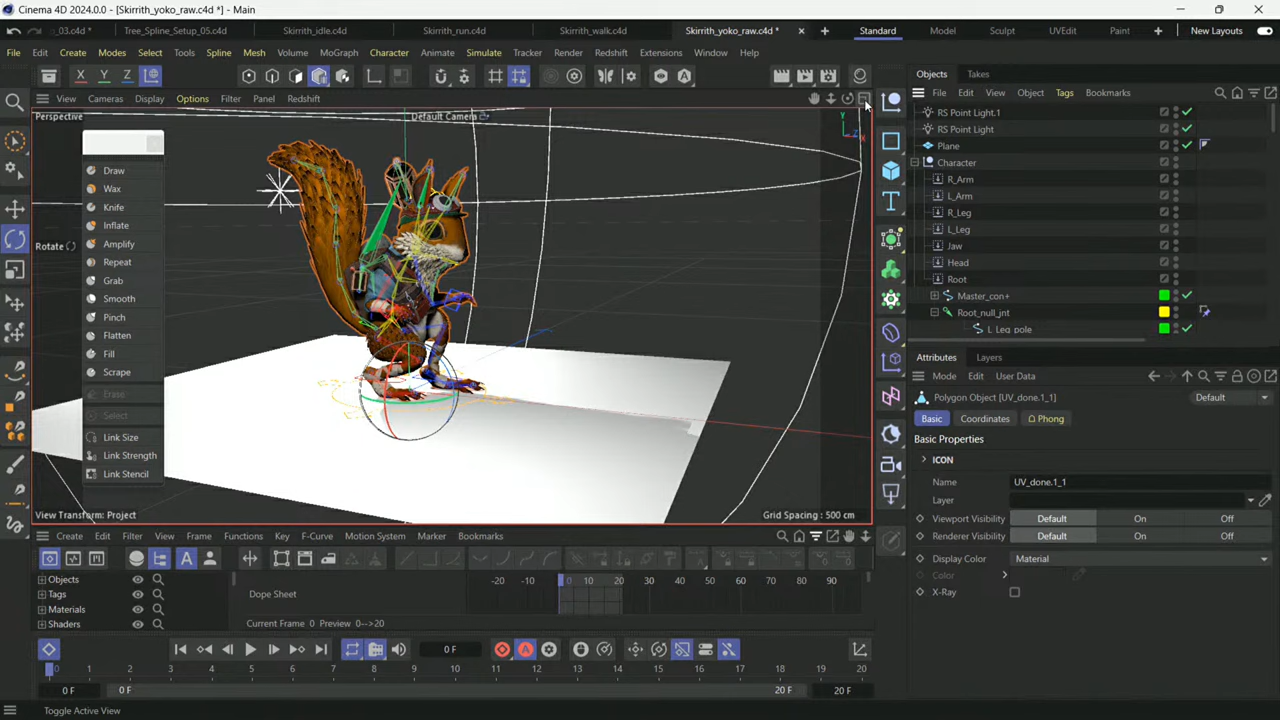 Cinema 4D 2024.0.0 - [Skirrith_yoko_raw.c4d *] - Main
_03.c4d *
Tree_Spline_Setup_05.c4d
Skirrith_idle.c4d
Skirrith_run.c4d
Skirrith_walk.c4d
Skirrith_yoko_raw.c4d *
Standard
Model
Sculpt
UVEdit
Paint
New Layouts
File Edit Create Modes Select Tools Spline Mesh Volume MoGraph Character Animate Simulate Tracker Render Redshift Extensions Window Help
X Y Z
Objects Takes
View Cameras Display Options Filter Panel Redshift
File Edit View Object Tags Bookmarks
Perspective
Default Camera
Y
Z
X
RS Point Light.1
RS Point Light
Plane
Character
R_Arm
L_Arm
R_Leg
L_Leg
Jaw
Head
Root
Master_con+
Root_null_jnt
L_Leg_pole
Draw
Wax
Knife
Inflate
Amplify
Repeat
Grab
Smooth
Pinch
Flatten
Fill
Scrape
Erase
Select
Link Size
Link Strength
Link Stencil
Rotate
View Transform: Project
Grid Spacing : 500 cm
Attributes Layers
Mode Edit User Data
Polygon Object [UV_done.1_1]
Default
Basic Coordinates Phong
Basic Properties
ICON
Name UV_done.1_1
Layer
Viewport Visibility Default On Off
Renderer Visibility Default On Off
Display Color Material
Color
X-Ray
Create Edit Filter View Frame Functions Key F-Curve Motion System Marker Bookmarks
A
Objects
Tags
Materials
Shaders
Dope Sheet
-20 -10 0 10 20 30 40 50 60 70 80 90
Current Frame 0 Preview 0-->20
0 F
0 1 2 3 4 5 6 7 8 9 10 11 12 13 14 15 16 17 18 19 20
0 F
0 F
20 F
20 F
Toggle Active View